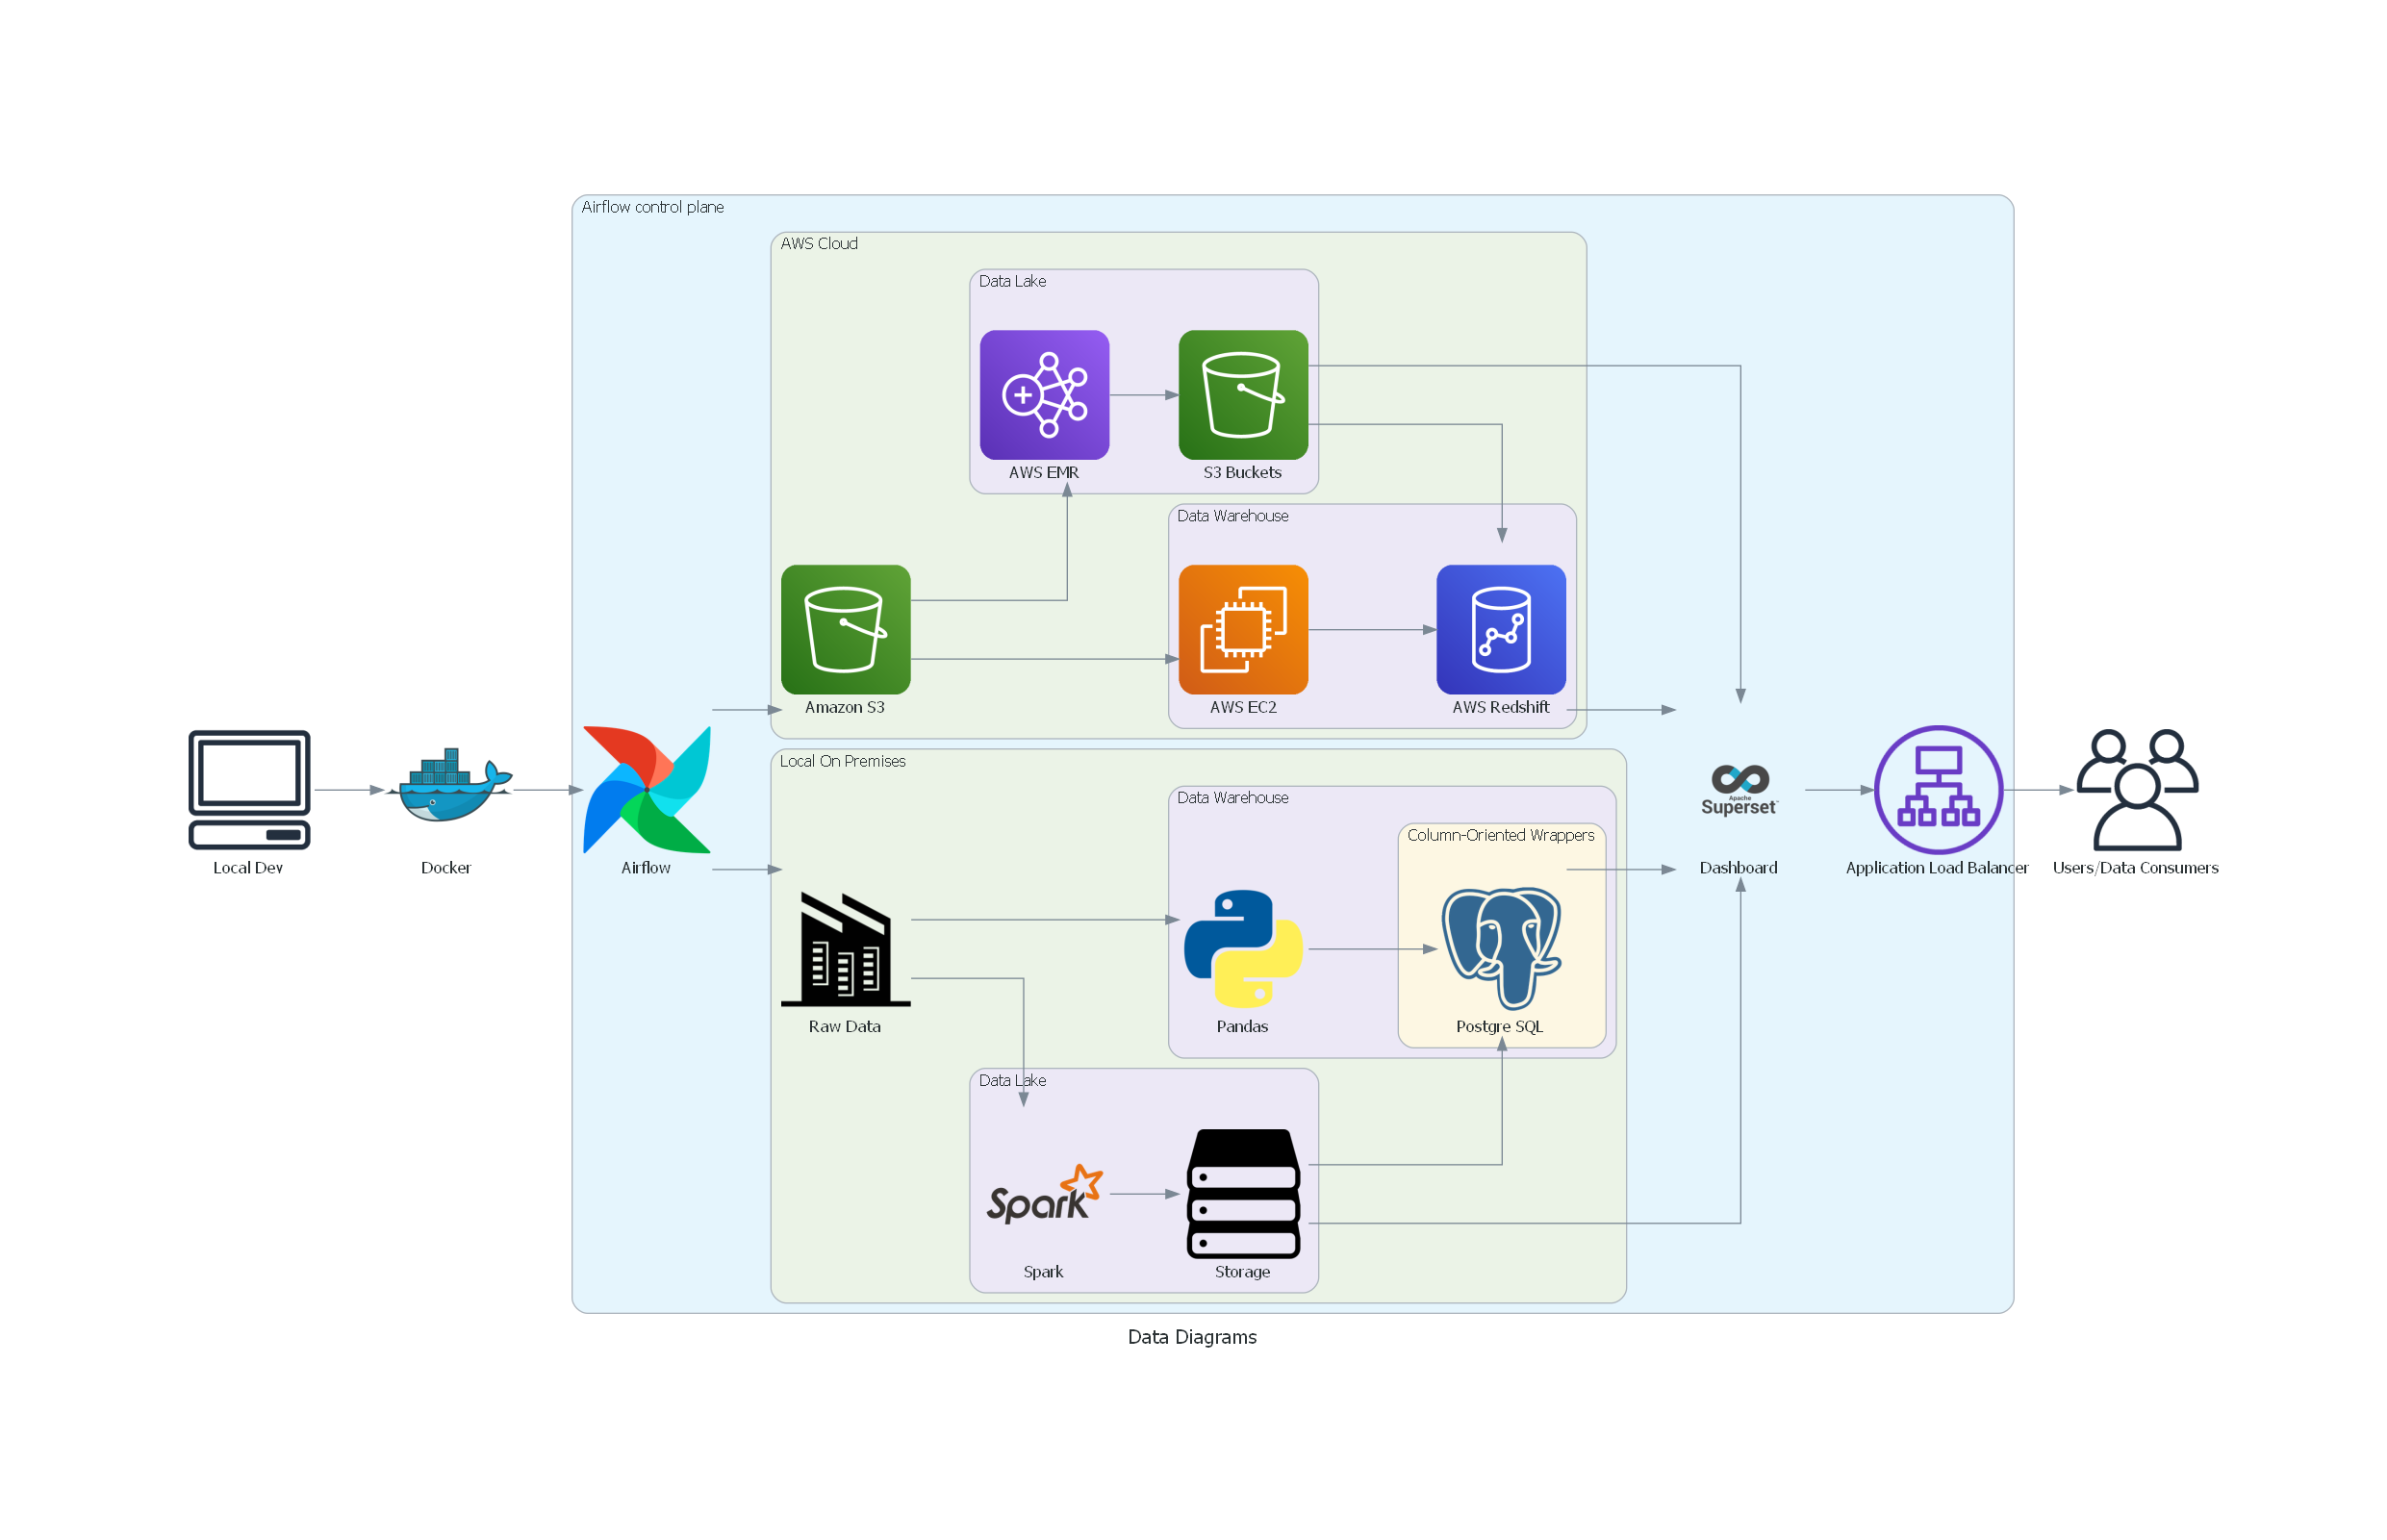 Airflow control plane
AWS Cloud
Data Lake
AWS EMR
S3 Buckets
Data Warehouse
Amazon S3
AWS EC2
AWS Redshift
Local On Premises
Data Warehouse
Column-Oriented Wrappers
Apache
Superset™
Local Dev
Docker
Airflow
Dashboard
Application Load Balancer
Users/Data Consumers
Raw Data
Pandas
Postgre SQL
Data Lake
Spark
Spark
Storage
Data Diagrams